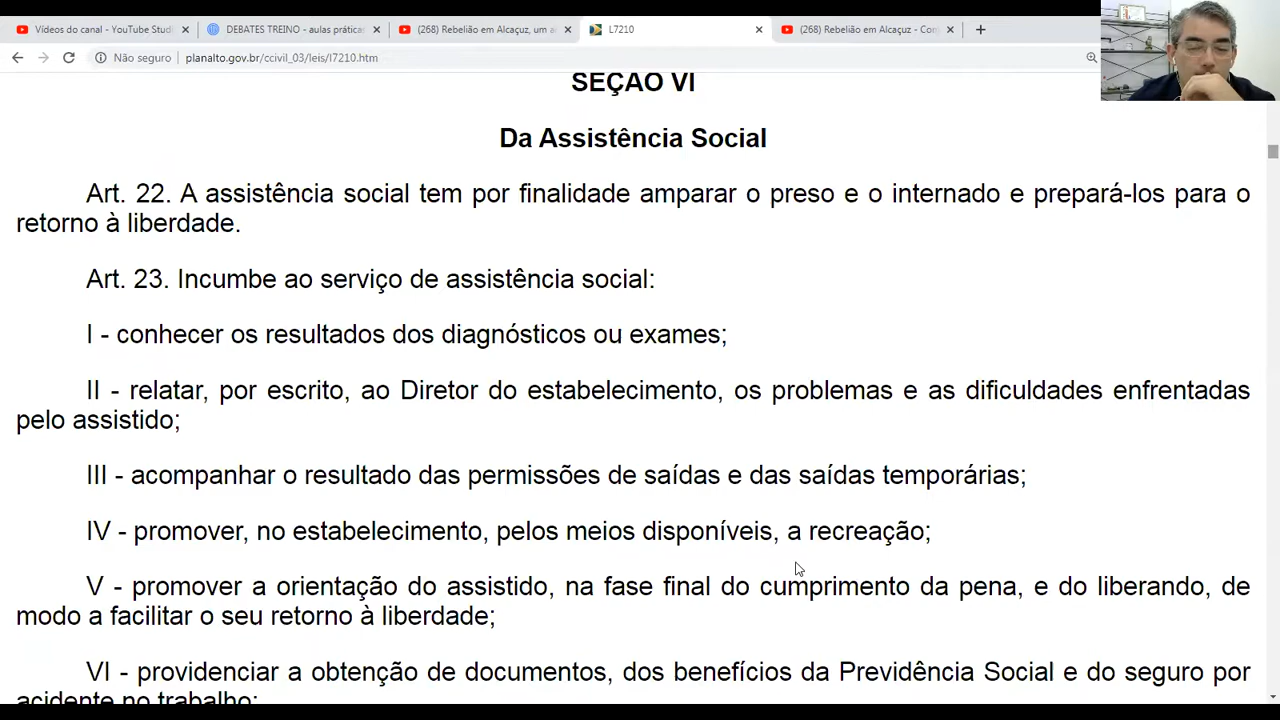 Vídeos do canal - YouTube Studi
DEBATES TREINO - aulas prática
(268) Rebelião em Alcaçuz, um a
L7210
(268) Rebelião em Alcaçuz - Con
Não seguro | planalto.gov.br/ccivil_03/leis/l7210.htm
SEÇÃO VI
Da Assistência Social
Art. 22. A assistência social tem por finalidade amparar o preso e o internado e prepará-los para o
retorno à liberdade.
Art. 23. Incumbe ao serviço de assistência social:
I - conhecer os resultados dos diagnósticos ou exames;
II - relatar, por escrito, ao Diretor do estabelecimento, os problemas e as dificuldades enfrentadas
pelo assistido;
III - acompanhar o resultado das permissões de saídas e das saídas temporárias;
IV - promover, no estabelecimento, pelos meios disponíveis, a recreação;
V - promover a orientação do assistido, na fase final do cumprimento da pena, e do liberando, de
modo a facilitar o seu retorno à liberdade;
VI - providenciar a obtenção de documentos, dos benefícios da Previdência Social e do seguro por
acidente no trabalho;